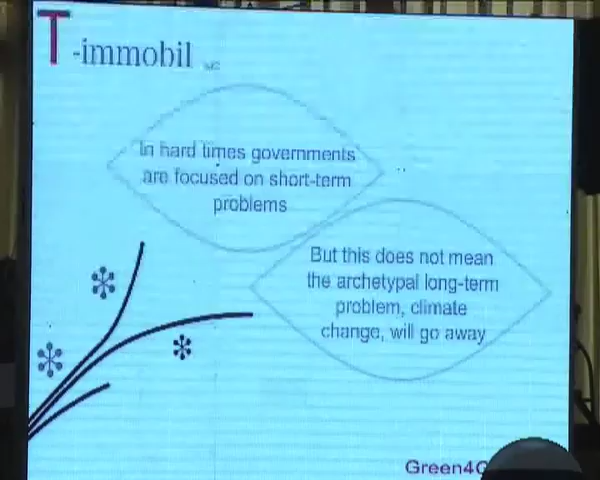 T-immobil
In hard times governments
are focused on short-term
problems
But this does not mean
the archetypal long-term
problem, climate
change, will go away